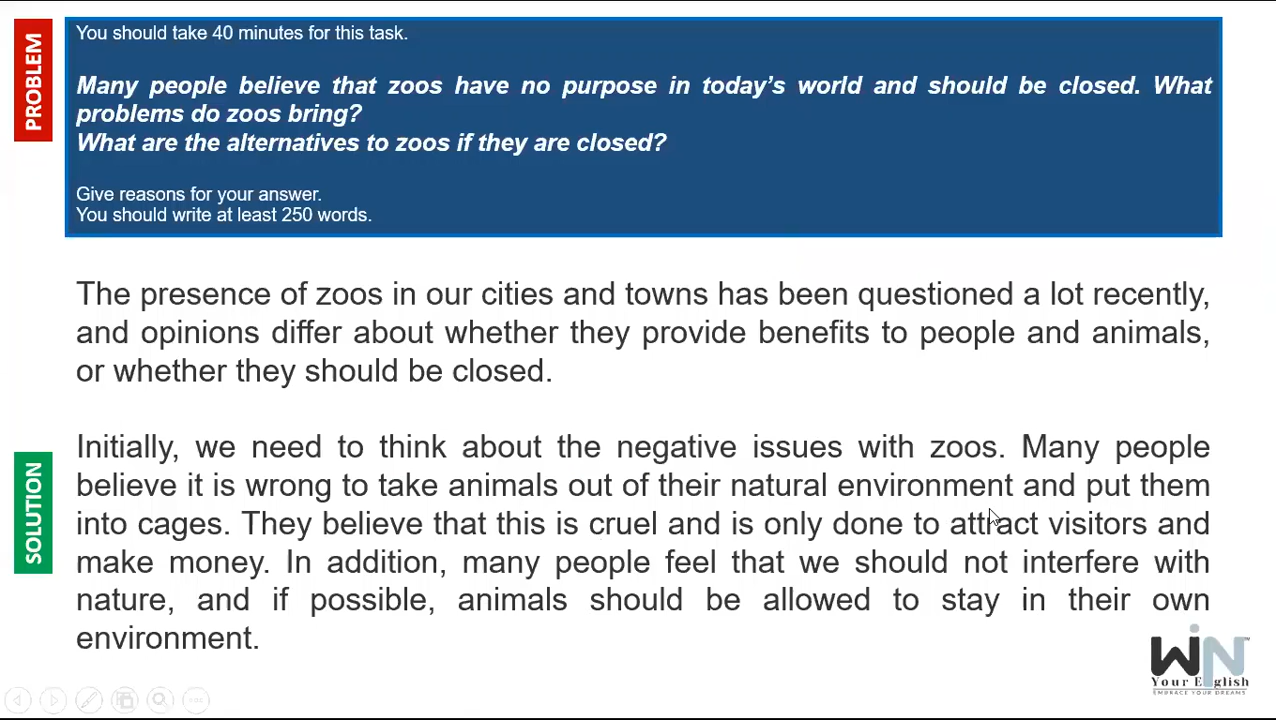 PROBLEM
You should take 40 minutes for this task.
Many people believe that zoos have no purpose in today’s world and should be closed. What
problems do zoos bring?
What are the alternatives to zoos if they are closed?
Give reasons for your answer.
You should write at least 250 words.
The presence of zoos in our cities and towns has been questioned a lot recently,
and opinions differ about whether they provide benefits to people and animals,
or whether they should be closed.
SOLUTION
Initially, we need to think about the negative issues with zoos. Many people
believe it is wrong to take animals out of their natural environment and put them
into cages. They believe that this is cruel and is only done to attract visitors and
make money. In addition, many people feel that we should not interfere with
nature, and if possible, animals should be allowed to stay in their own
environment.
WiN
TM
Your English
EMBRACE YOUR DREAMS